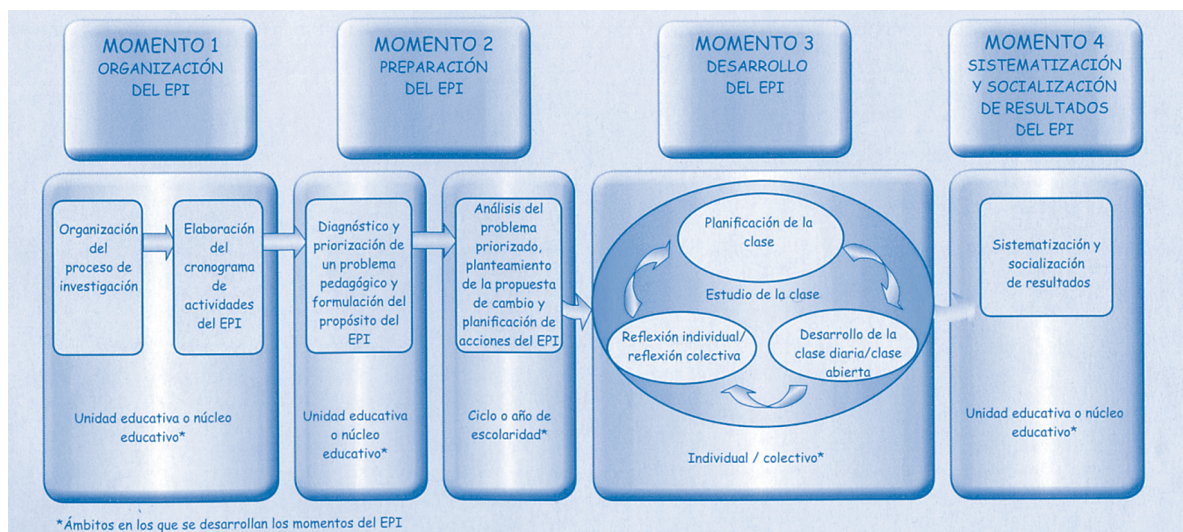 MOMENTO 1
ORGANIZACIÓN
DEL EPI
MOMENTO 2
PREPARACIÓN
DEL EPI
MOMENTO 3
DESARROLLO
DEL EPI
MOMENTO 4
SISTEMATIZACIÓN
Y SOCIALIZACIÓN
DE RESULTADOS
DEL EPI
Organización
del
proceso de
investigación
Elaboración
del
cronograma
de
actividades
del EPI
Unidad educativa o núcleo
educativo*
Diagnóstico y
priorización de
un problema
pedagógico y
formulación del
propósito del
EPI
Unidad educativa
o núcleo
educativo*
Análisis del
problema
priorizado,
planteamiento
de la propuesta
de cambio y
planificación de
acciones del EPI
Ciclo o año de
escolaridad*
Planificación de la
clase
Estudio de la clase
Reflexión individual/
reflexión colectiva
Desarrollo de la
clase diaria/clase
abierta
Individual / colectivo*
Sistematización y
socialización
de resultados
Unidad educativa o núcleo
educativo*
*Ámbitos en los que se desarrollan los momentos del EPI